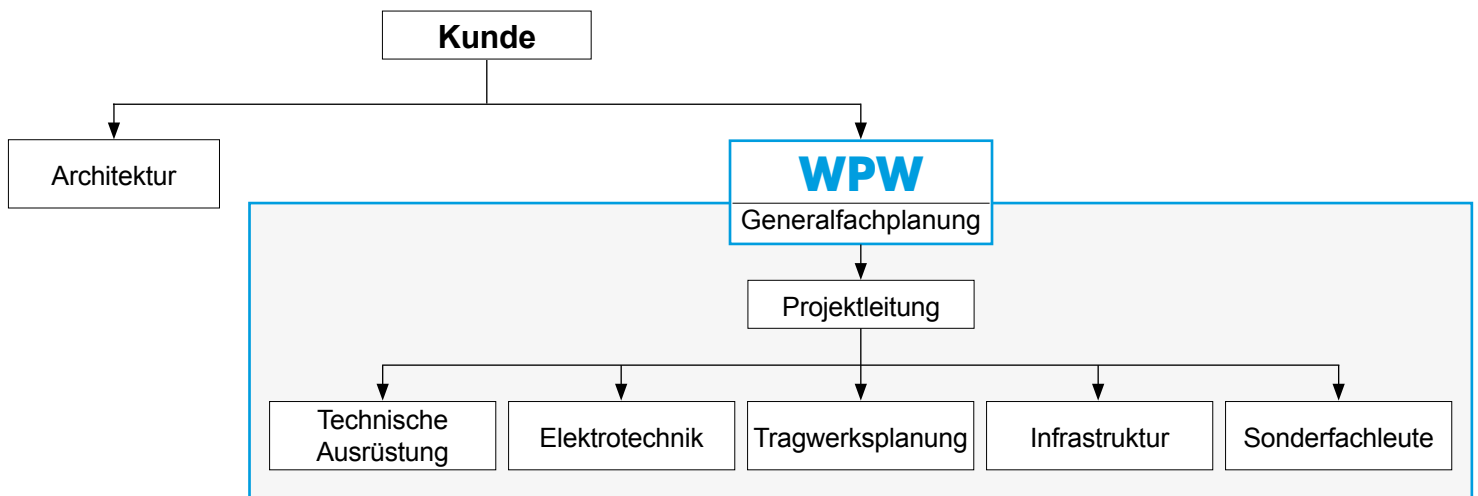 Kunde
Architektur
WPW
Generalfachplanung
Projektleitung
Technische
Ausrüstung
Elektrotechnik
Tragwerksplanung
Infrastruktur
Sonderfachleute